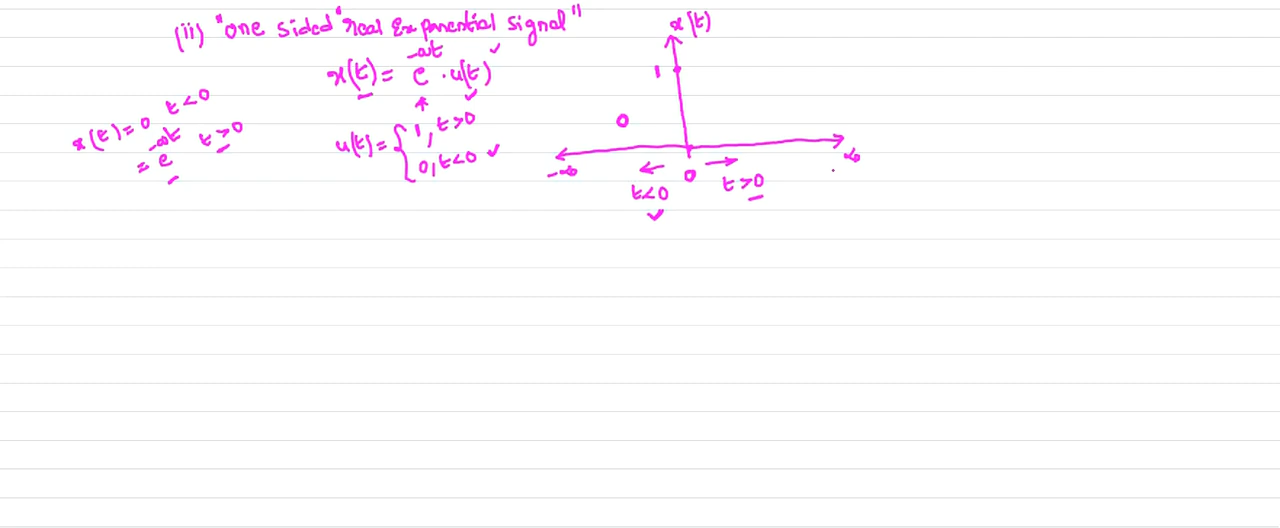 (ii) "one sided" real Exponential signal"
x(t) = e^-at . u(t)
u(t) = { 1, t>0
0, t<0
x(t) = 0 t<0
= e^-at t>0
x(t)
1
0
-∞
∞
0
t<0
t>0